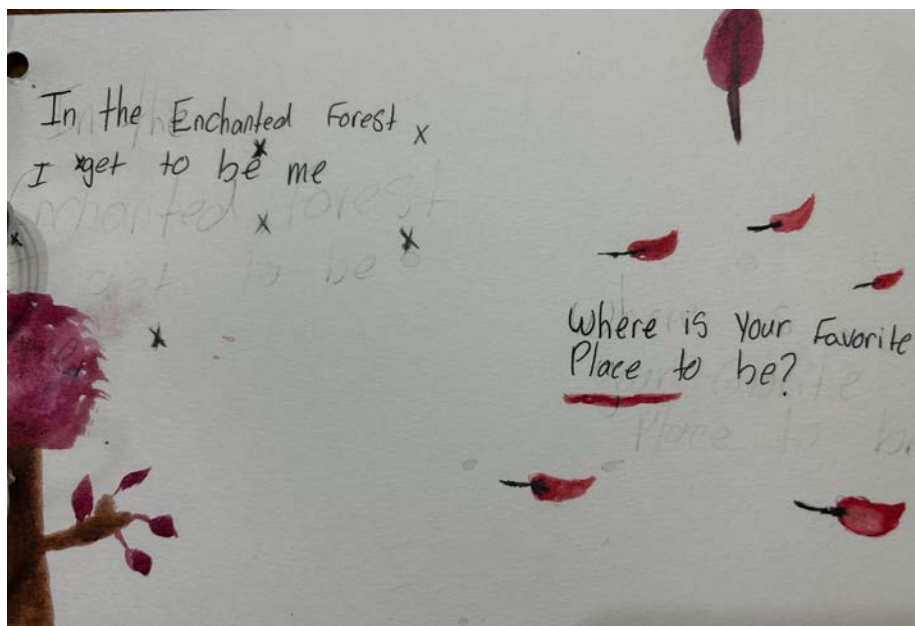 In the Enchanted Forest
I get to be me
Where is Your Favorite
Place to be?